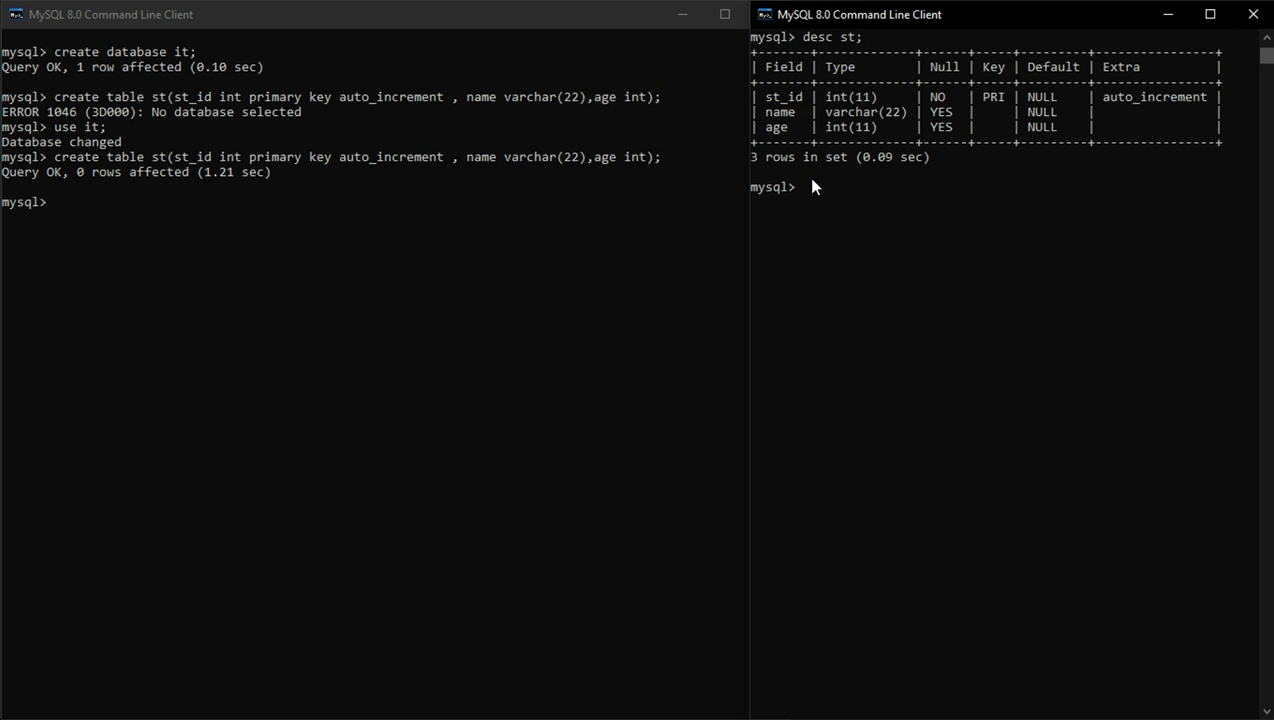 MySQL 8.0 Command Line Client
mysql> create database it;
Query OK, 1 row affected (0.10 sec)
mysql> create table st(st_id int primary key auto_increment , name varchar(22),age int);
ERROR 1046 (3D000): No database selected
mysql> use it;
Database changed
mysql> create table st(st_id int primary key auto_increment , name varchar(22),age int);
Query OK, 0 rows affected (1.21 sec)
mysql>
MySQL 8.0 Command Line Client
mysql> desc st;
+-------+-------------+------+-----+---------+----------------+
| Field | Type        | Null | Key | Default | Extra          |
+-------+-------------+------+-----+---------+----------------+
| st_id | int(11)     | NO   | PRI | NULL    | auto_increment |
| name  | varchar(22) | YES  |     | NULL    |                |
| age   | int(11)     | YES  |     | NULL    |                |
+-------+-------------+------+-----+---------+----------------+
3 rows in set (0.09 sec)
mysql>